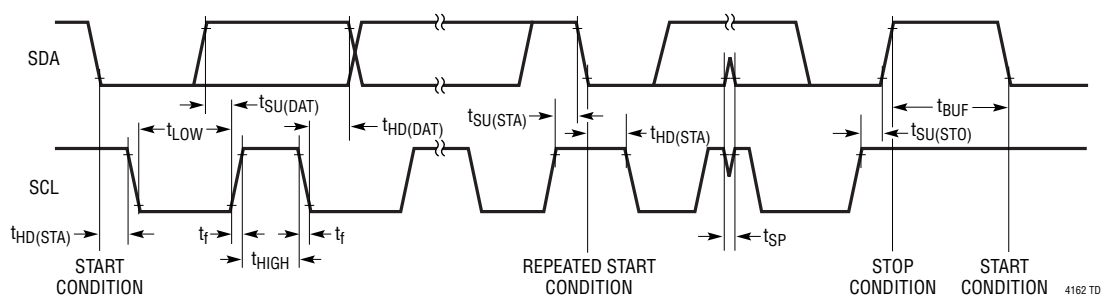 SDA
tSU(DAT)
tLOW
tHD(DAT)
tSU(STA)
tHD(STA)
tBUF
tSU(STO)
SCL
tHD(STA)
tf
tHIGH
tf
tSP
START
CONDITION
REPEATED START
CONDITION
STOP
CONDITION
START
CONDITION
4162 TD